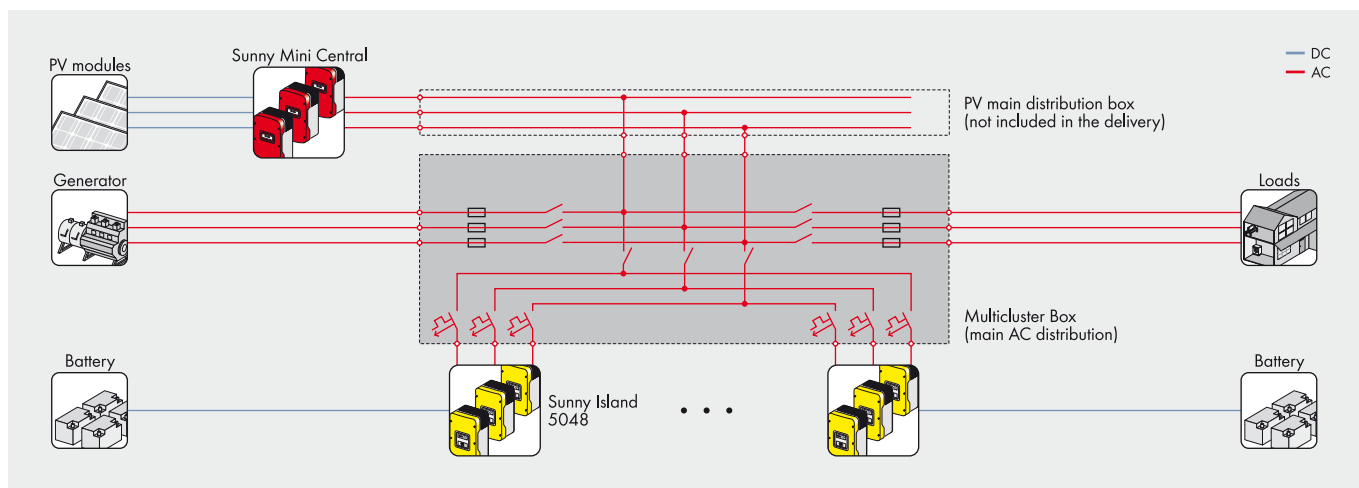 Sunny Mini Central
PV modules
DC
AC
PV main distribution box
(not included in the delivery)
Generator
Loads
Multicluster Box
(main AC distribution)
Battery
Sunny Island
5048
Battery